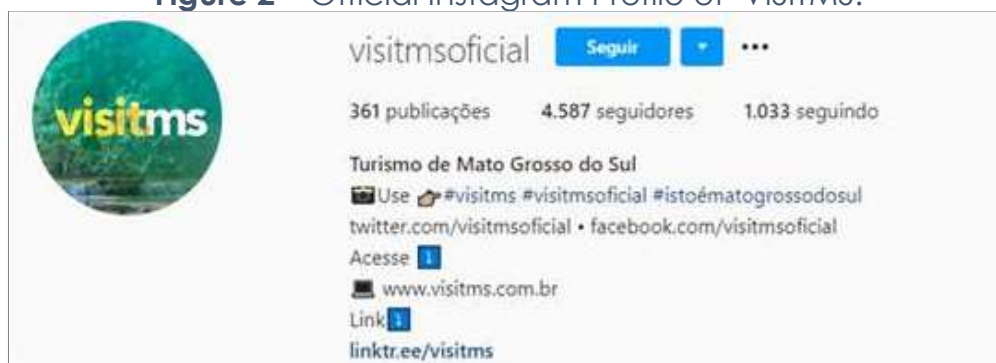 Figure 2 – Official Instagram Profile of 'VisitMS'.
visitms
visitmsoficial Seguir
361 publicações 4.587 seguidores 1.033 seguindo
Turismo de Mato Grosso do Sul
📷Use 👉#visitms #visitmsoficial #istoématogrossodosul
twitter.com/visitmsoficial • facebook.com/visitmsoficial
Acesse ⬇
💻 www.visitms.com.br
Link⬇
linktr.ee/visitms